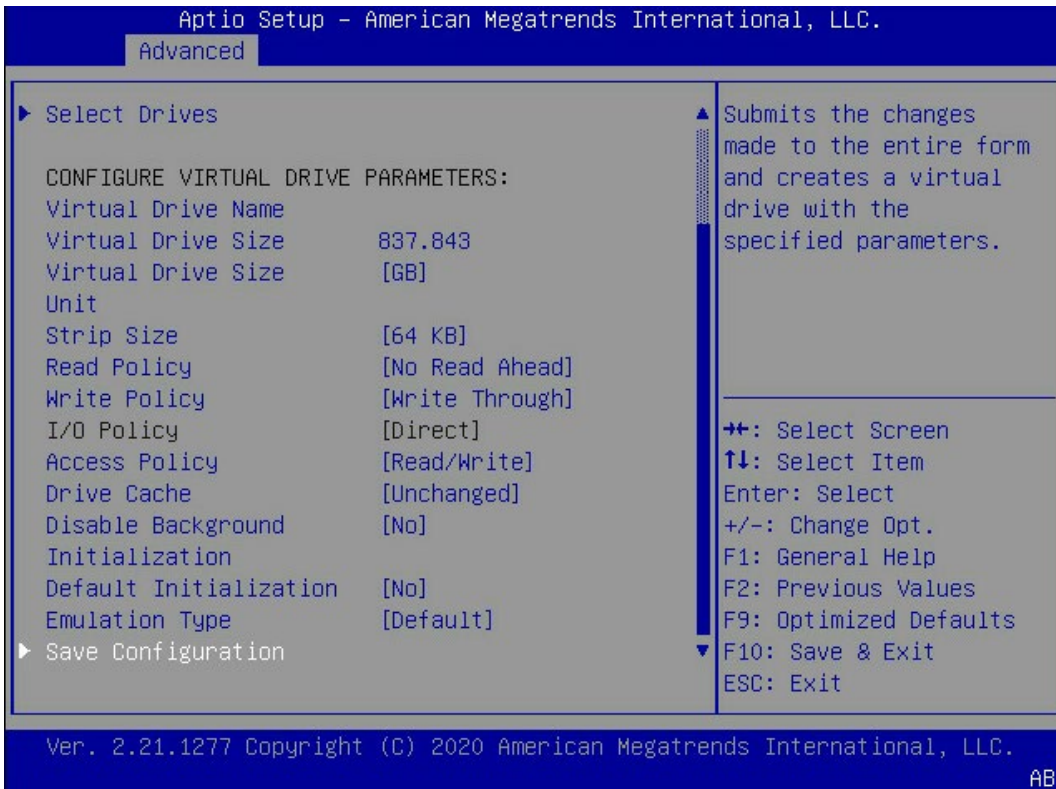 Aptio Setup – American Megatrends International, LLC.
Advanced
Select Drives
CONFIGURE VIRTUAL DRIVE PARAMETERS:
Virtual Drive Name
Virtual Drive Size 837.843
Virtual Drive Size [GB]
Unit
Strip Size [64 KB]
Read Policy [No Read Ahead]
Write Policy [Write Through]
I/O Policy [Direct]
Access Policy [Read/Write]
Drive Cache [Unchanged]
Disable Background [No]
Initialization
Default Initialization [No]
Emulation Type [Default]
Save Configuration
Submits the changes
made to the entire form
and creates a virtual
drive with the
specified parameters.
→←: Select Screen
↑↓: Select Item
Enter: Select
+/-: Change Opt.
F1: General Help
F2: Previous Values
F9: Optimized Defaults
F10: Save & Exit
ESC: Exit
Ver. 2.21.1277 Copyright (C) 2020 American Megatrends International, LLC.
AB